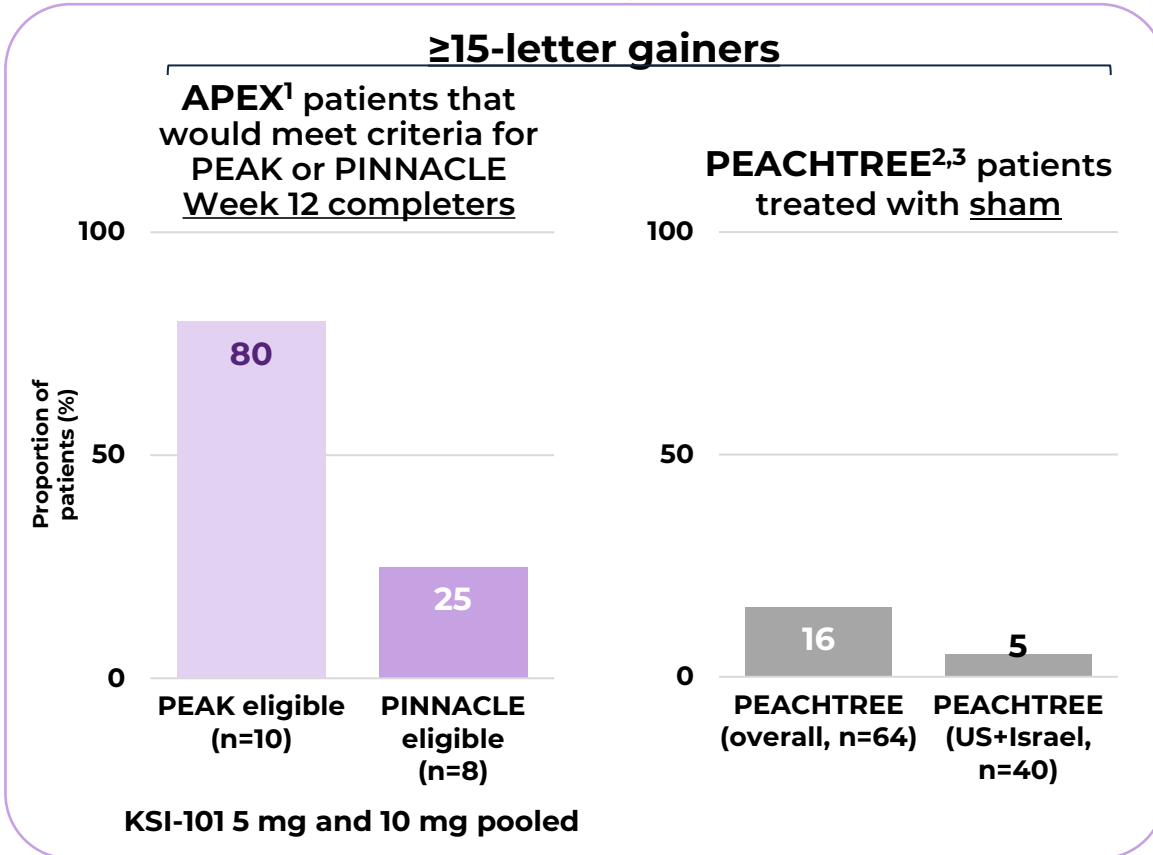 ≥15-letter gainers
APEX¹ patients that
would meet criteria for
PEAK or PINNACLE
Week 12 completers
PEACHTREE²,³ patients
treated with sham
Proportion of
patients (%)
100
50
0
80
25
PEAK eligible
(n=10)
PINNACLE
eligible
(n=8)
KSI-101 5 mg and 10 mg pooled
100
50
0
16
5
PEACHTREE
(overall, n=64)
PEACHTREE
(US+Israel,
n=40)